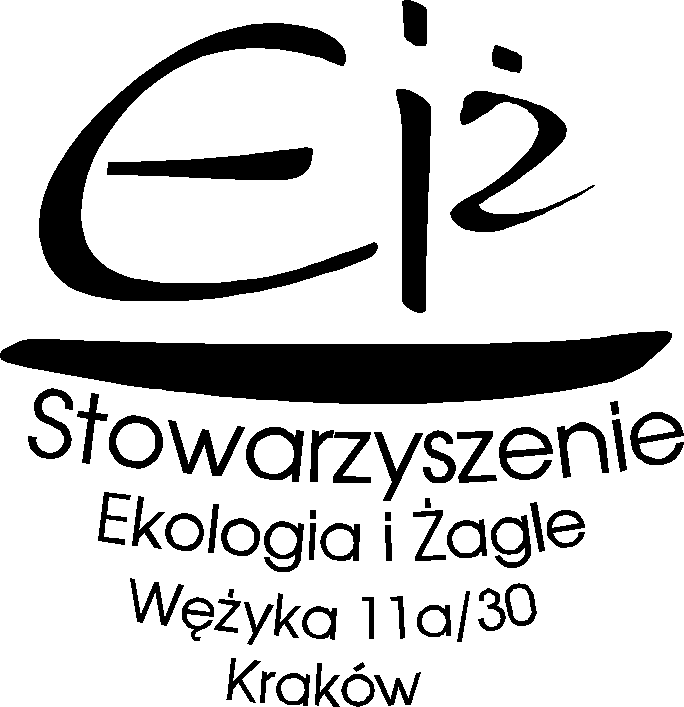 Eiż
Stowarzyszenie
Ekologia i Żagle
Wężyka 11a/30
Kraków